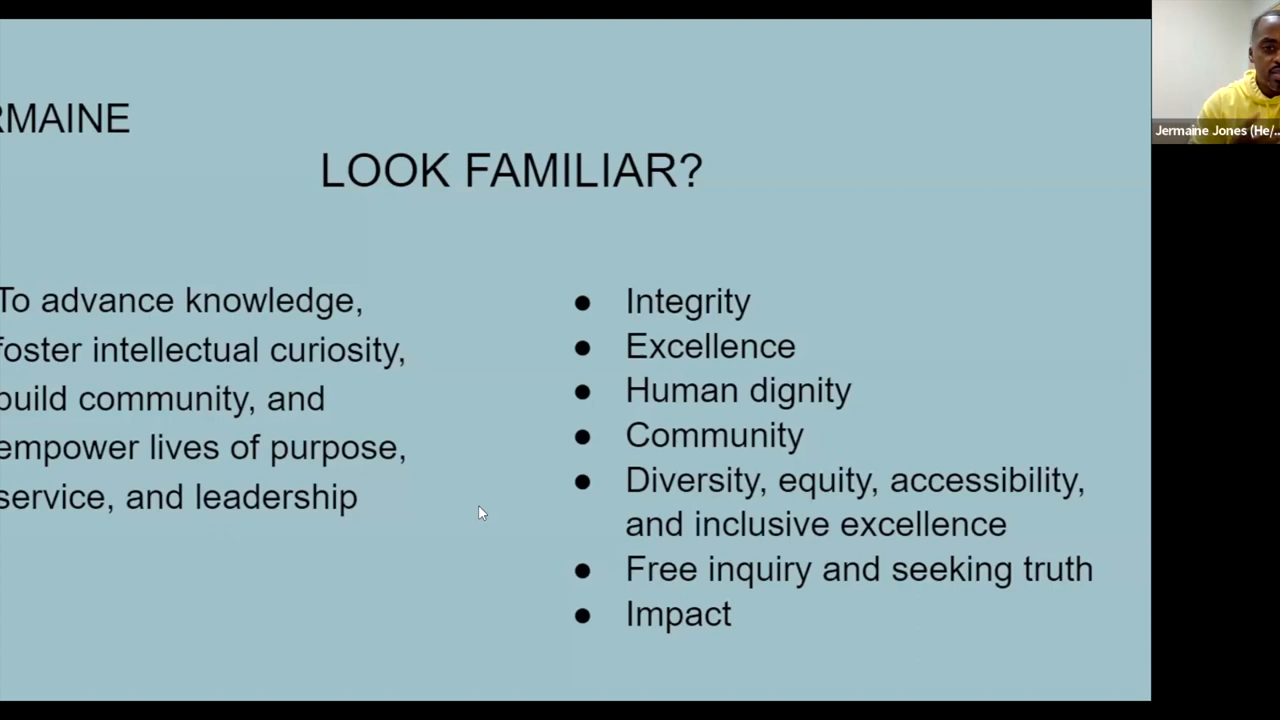 RMAINE
LOOK FAMILIAR?
To advance knowledge,
foster intellectual curiosity,
build community, and
empower lives of purpose,
service, and leadership
● Integrity
● Excellence
● Human dignity
● Community
● Diversity, equity, accessibility,
and inclusive excellence
● Free inquiry and seeking truth
● Impact
Jermaine Jones (He/...